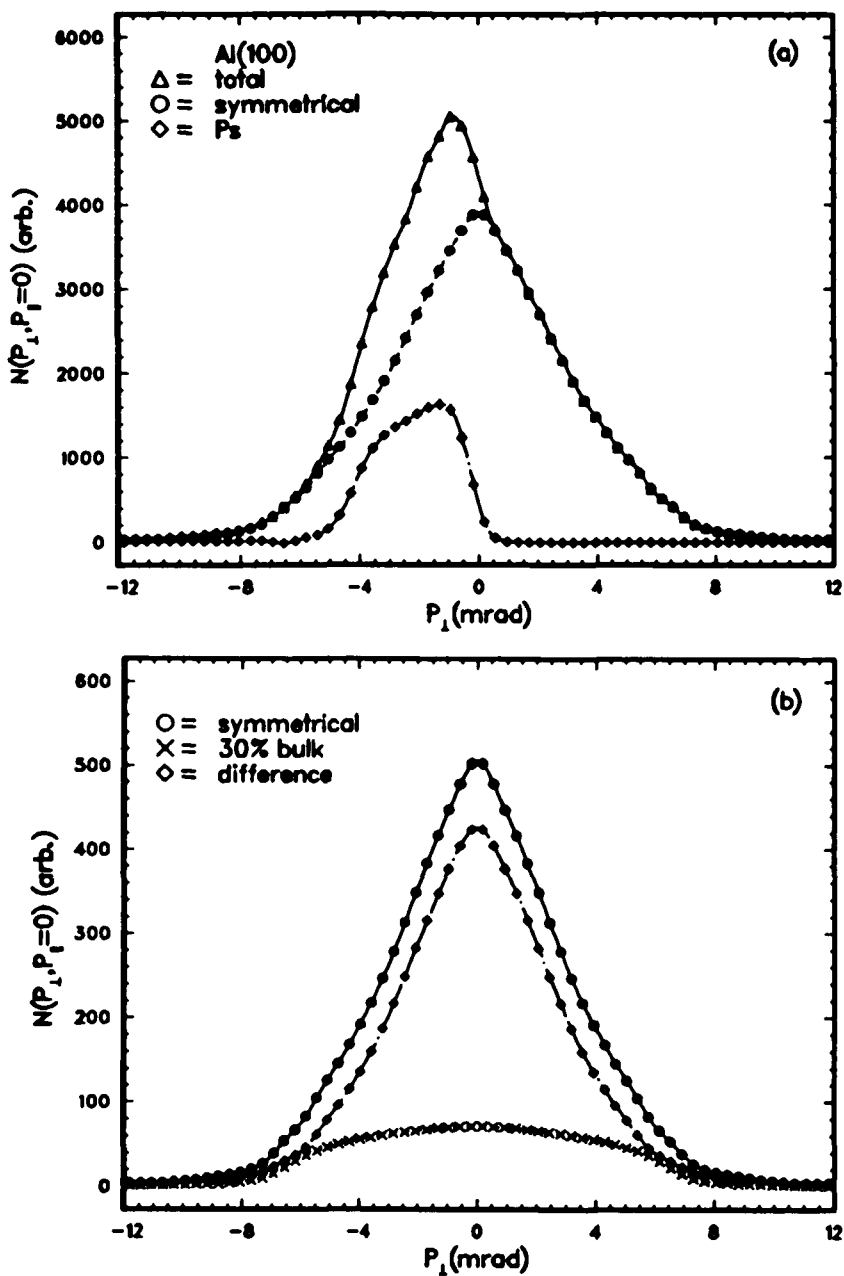 (a)
Al(100)
△ = total
○ = symmetrical
◇ = Ps
6000
5000
4000
3000
2000
1000
0
N(P⊥,P∥=0) (arb.)
-12 -8 -4 0 4 8 12
P⊥(mrad)
(b)
○ = symmetrical
× = 30% bulk
◇ = difference
600
500
400
300
200
100
0
N(P⊥,P∥=0) (arb.)
-12 -8 -4 0 4 8 12
P⊥(mrad)